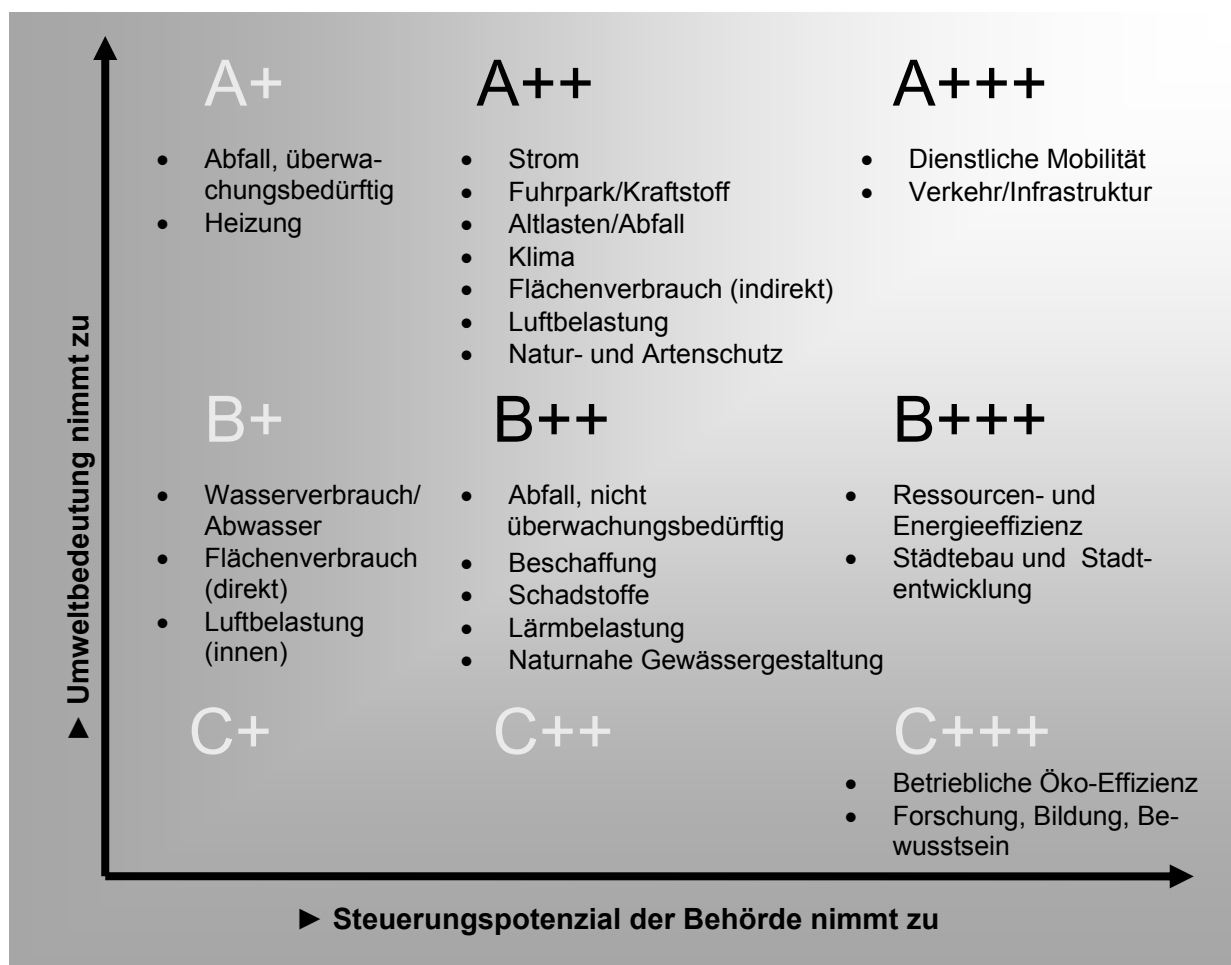 A+
Abfall, überwa-
chungsbedürftig
Heizung
A++
Strom
Fuhrpark/Kraftstoff
Altlasten/Abfall
Klima
Flächenverbrauch (indirekt)
Luftbelastung
Natur- und Artenschutz
A+++
Dienstliche Mobilität
Verkehr/Infrastruktur
B+
Wasserverbrauch/
Abwasser
Flächenverbrauch
(direkt)
Luftbelastung
(innen)
B++
Abfall, nicht
überwachungsbedürftig
Beschaffung
Schadstoffe
Lärmbelastung
Naturnahe Gewässergestaltung
B+++
Ressourcen- und
Energieeffizienz
Städtebau und Stadt-
entwicklung
C+
C++
C+++
Betriebliche Öko-Effizienz
Forschung, Bildung, Be-
wusstsein
► Umweltbedeutung nimmt zu
► Steuerungspotenzial der Behörde nimmt zu